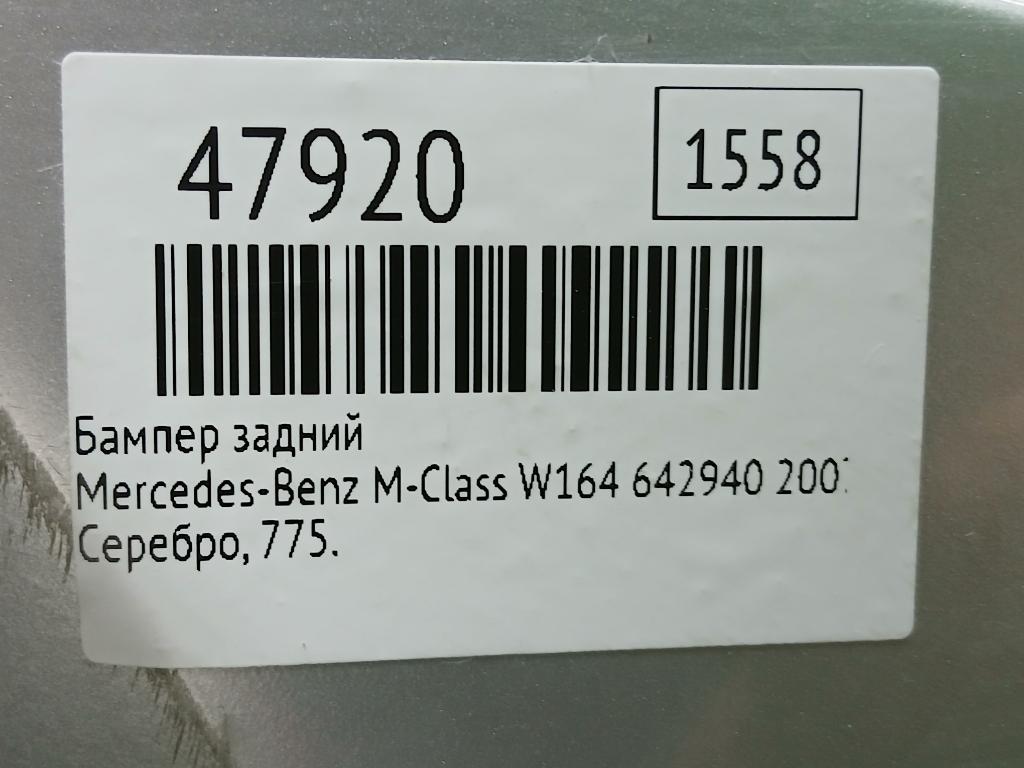 47920
1558
Бампер задний
Mercedes-Benz M-Class W164 642940
Серебро, 775.